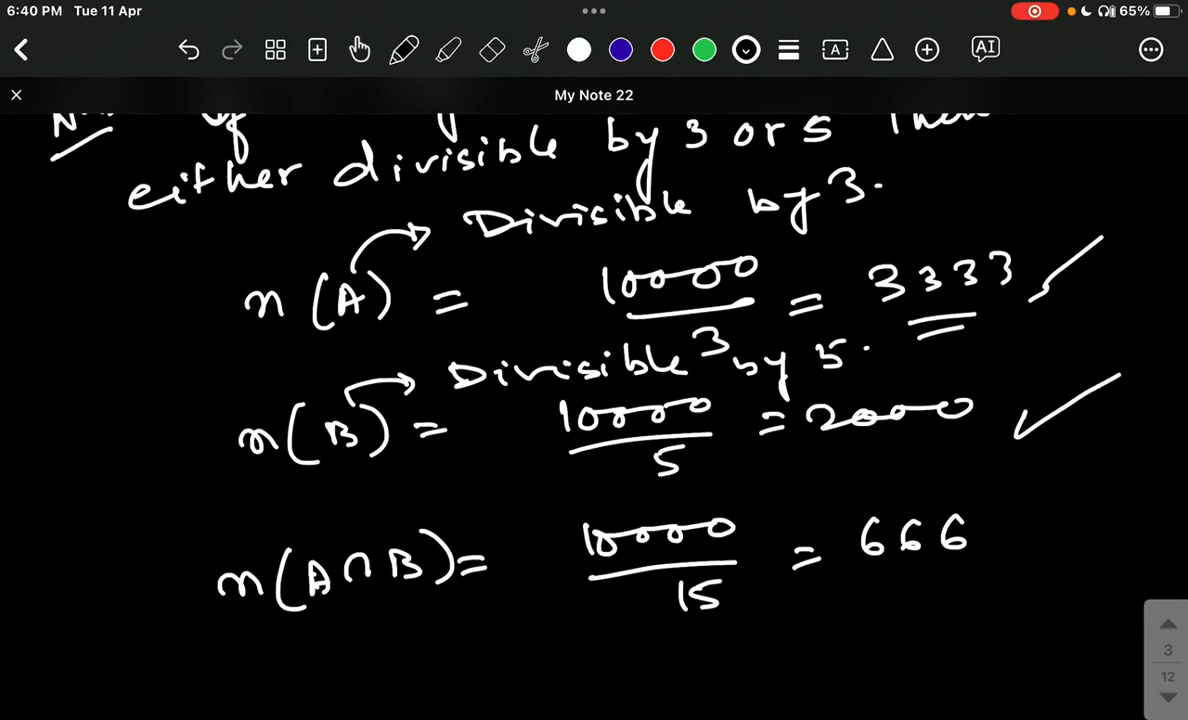 6:40 PM Tue 11 Apr
65%
A
AI
My Note 22
by 3 or 5
either divisible
Divisible by 3.
n(A) = 10000/3 = 3333
Divisible by 5.
n(B) = 10000/5 = 2000
n(A∩B) = 10000/15 = 666
3
12